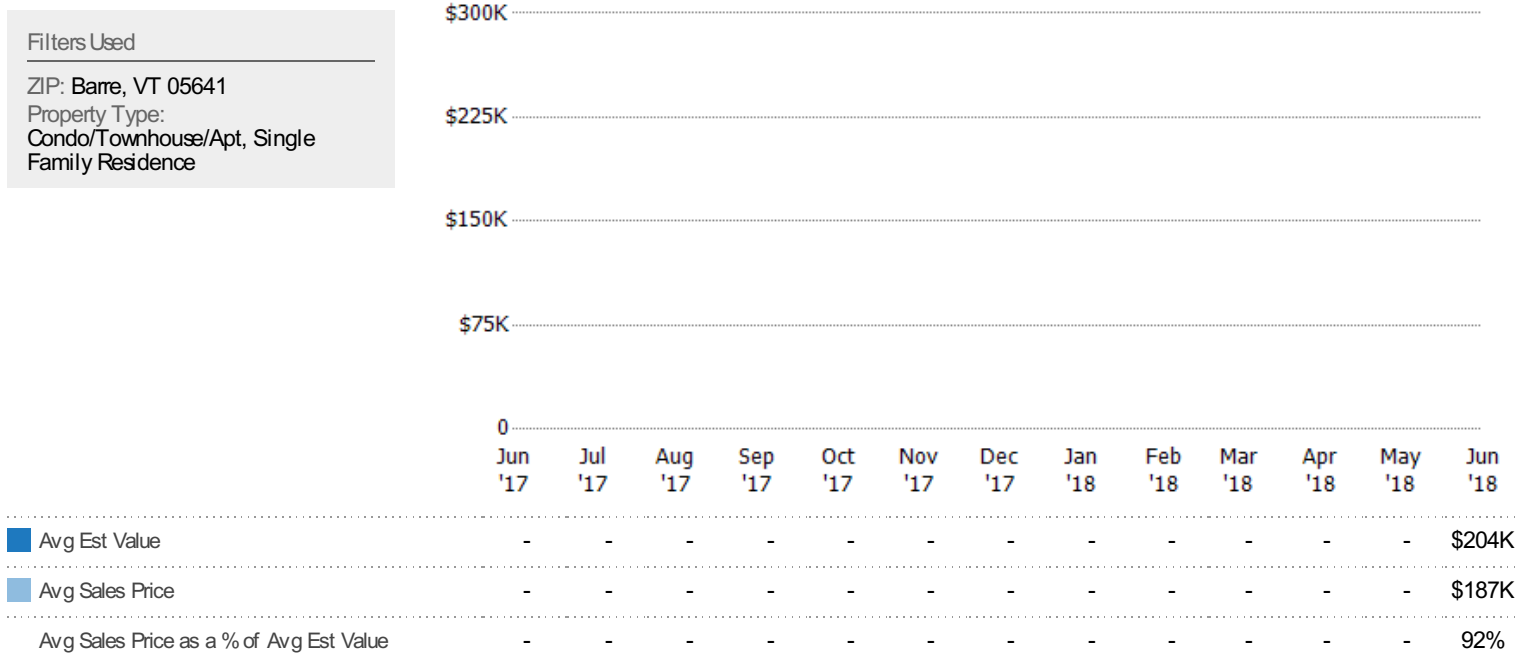 Filters Used
ZIP: Barre, VT 05641
Property Type:
Condo/Townhouse/Apt, Single
Family Residence
$300K
$225K
$150K
$75K
0
Jun Jul Aug Sep Oct Nov Dec Jan Feb Mar Apr May Jun
'17 '17 '17 '17 '17 '17 '17 '18 '18 '18 '18 '18 '18
Avg Est Value - - - - - - - - - - - - $204K
Avg Sales Price - - - - - - - - - - - - $187K
Avg Sales Price as a % of Avg Est Value - - - - - - - - - - - - 92%